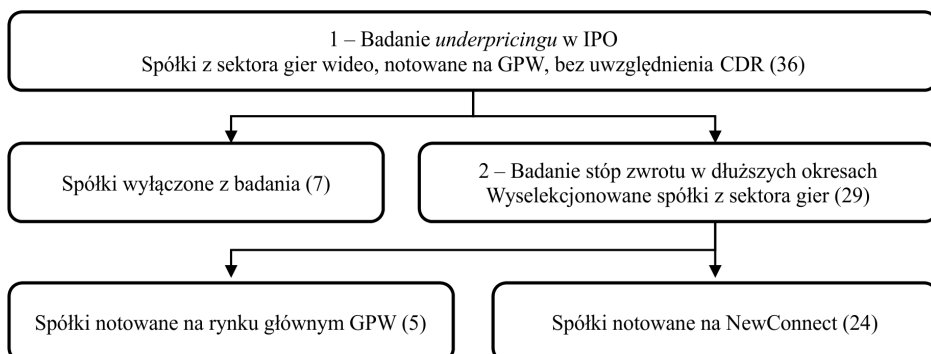 1 – Badanie underpricingu w IPO
Spółki z sektora gier wideo, notowane na GPW, bez uwzględnienia CDR (36)
Spółki wyłączone z badania (7)
2 – Badanie stóp zwrotu w dłuższych okresach
Wyselekcjonowane spółki z sektora gier (29)
Spółki notowane na rynku głównym GPW (5)
Spółki notowane na NewConnect (24)